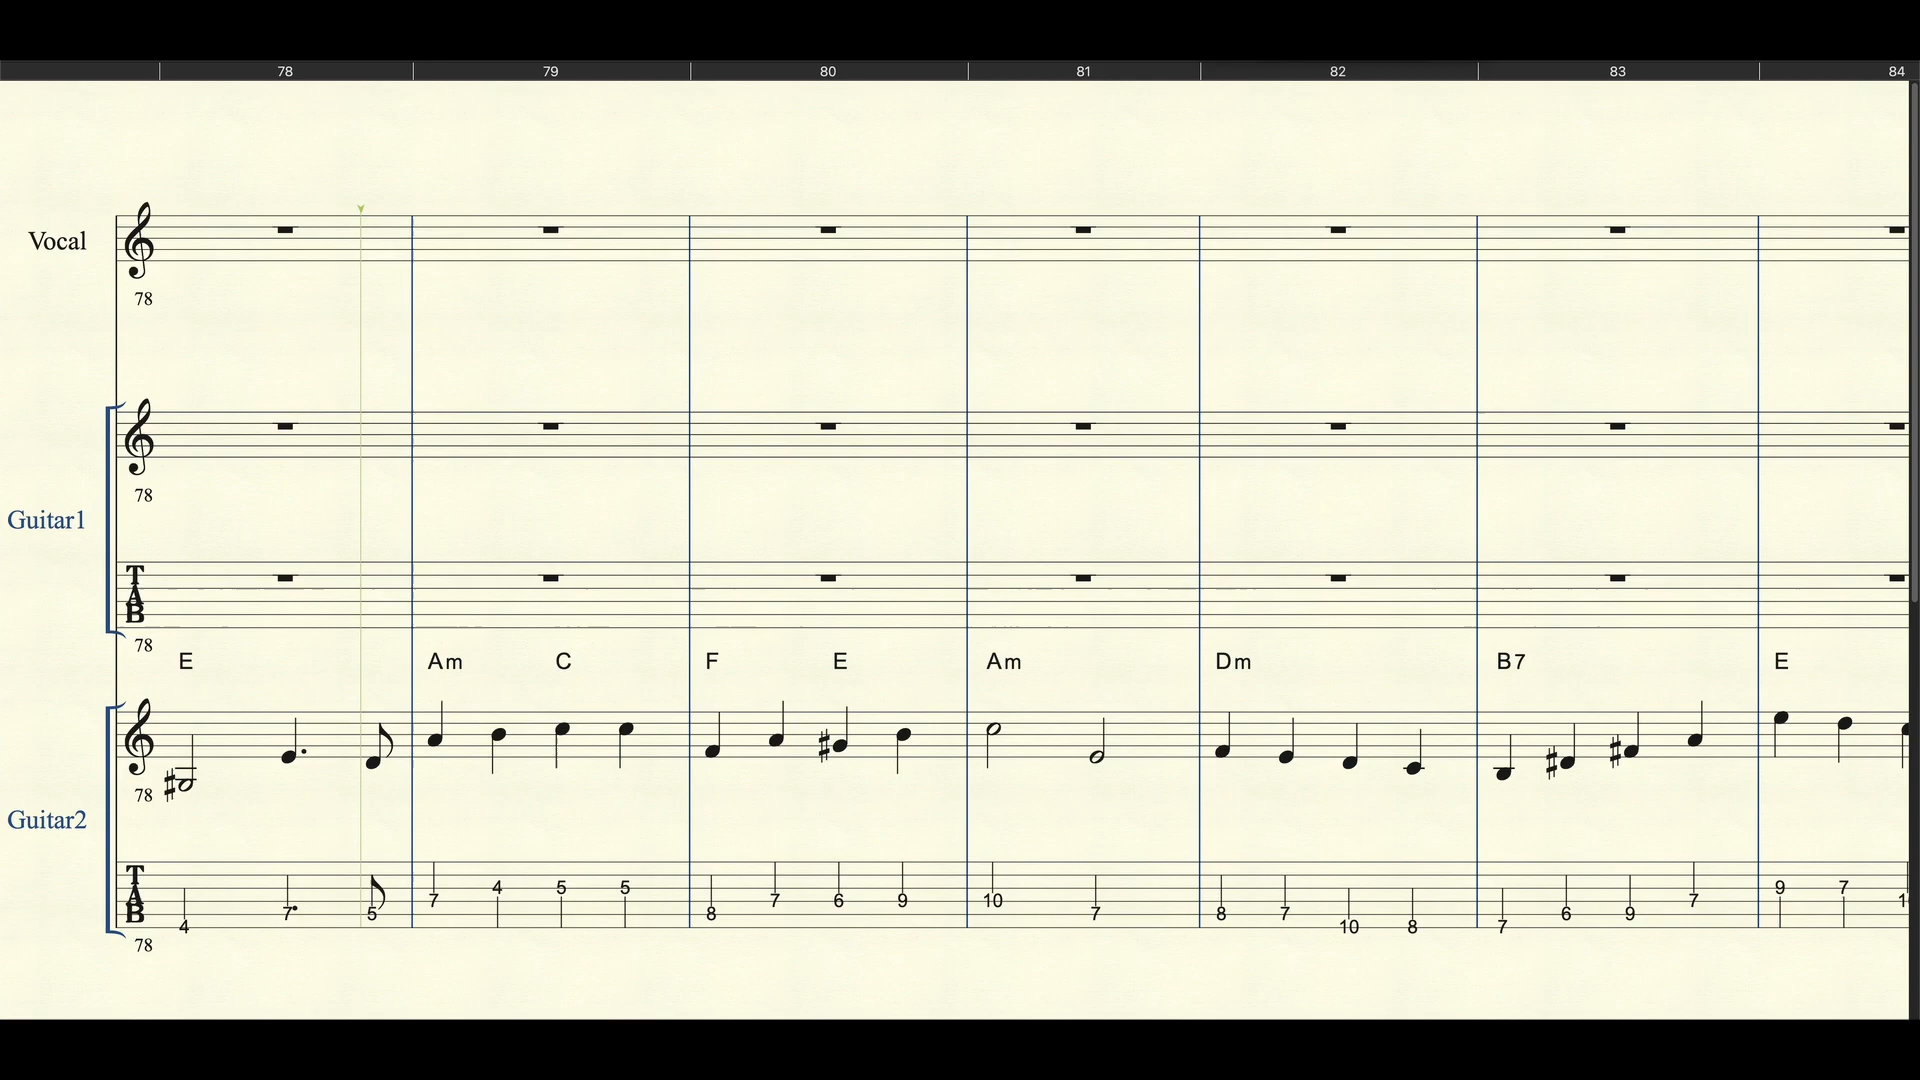 78 79 80 81 82 83 84
Vocal
78
78
Guitar1
TAB
78
E Am C F E Am Dm B7 E
78
Guitar2
TAB
4 7 5 7 4 5 5 8 7 6 9 10 7 8 7 10 8 7 6 9 7 9 7
78